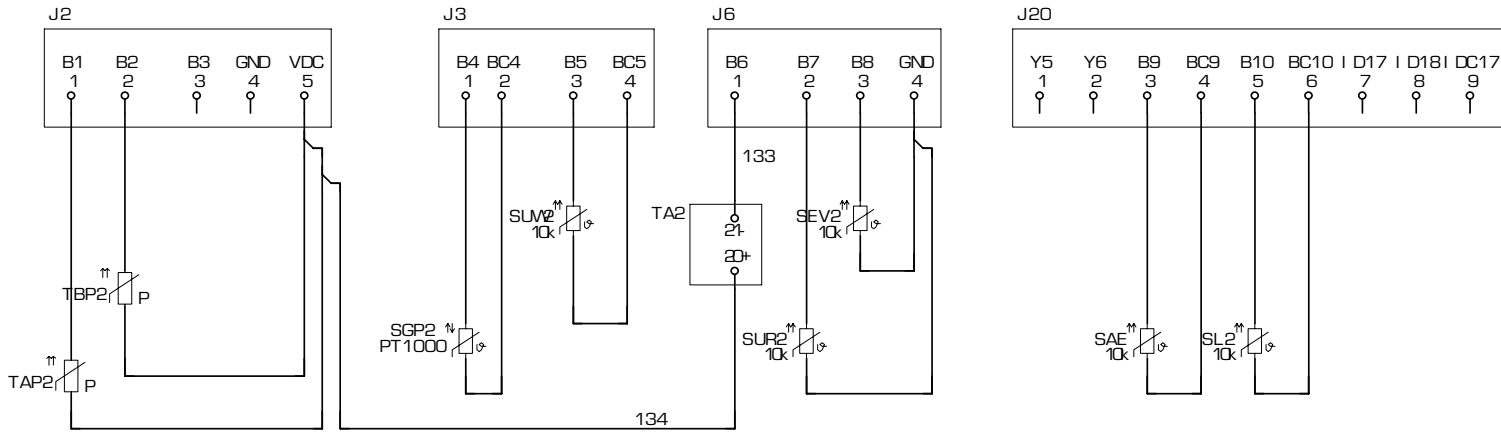 J2 J3 J6 J20
B1 B2 B3 GND VDC B4 BC4 B5 BC5 B6 B7 B8 GND Y5 Y6 B9 BC9 B10 BC10 ID17 ID18 IDC17
1 2 3 4 5 1 2 3 4 1 2 3 4 1 2 3 4 5 6 7 8 9
133
SUW2 TA2 SEV2
10k 21- 10k
20+
TBP2 P
SGP2 SUR2 SAE SL2
PT1000 10k 10k 10k
TAP2 P
134